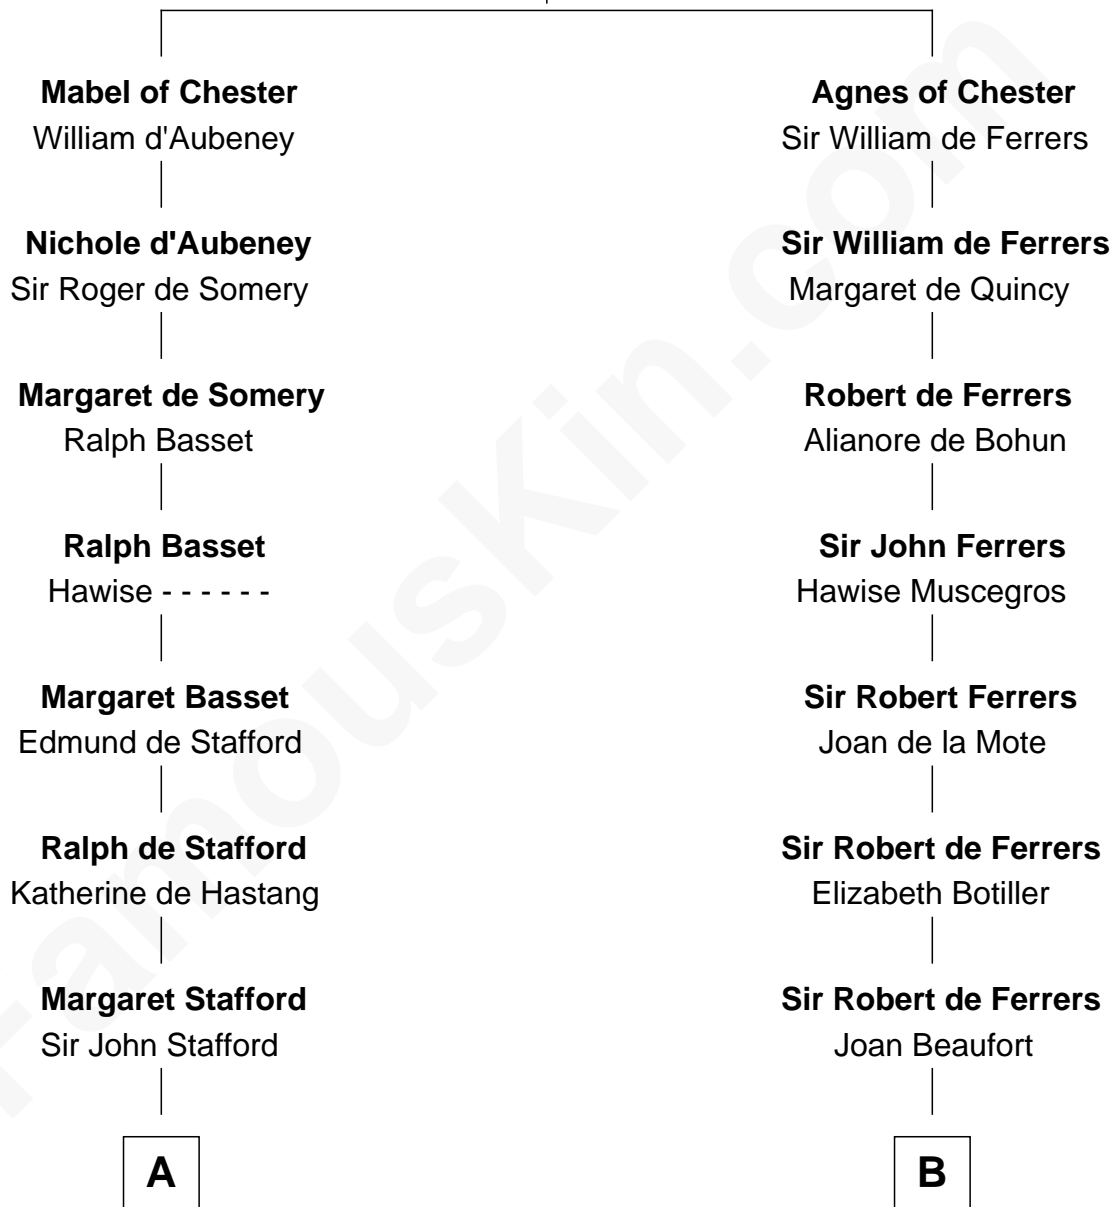 Mabel of Chester
William d'Aubeney
Nichole d'Aubeney
Sir Roger de Somery
Margaret de Somery
Ralph Basset
Ralph Basset
Hawise - - - - - -
Margaret Basset
Edmund de Stafford
Ralph de Stafford
Katherine de Hastang
Margaret Stafford
Sir John Stafford
A
Agnes of Chester
Sir William de Ferrers
Sir William de Ferrers
Margaret de Quincy
Robert de Ferrers
Alianore de Bohun
Sir John Ferrers
Hawise Muscegros
Sir Robert Ferrers
Joan de la Mote
Sir Robert de Ferrers
Elizabeth Botiller
Sir Robert de Ferrers
Joan Beaufort
B
FamousKin.com